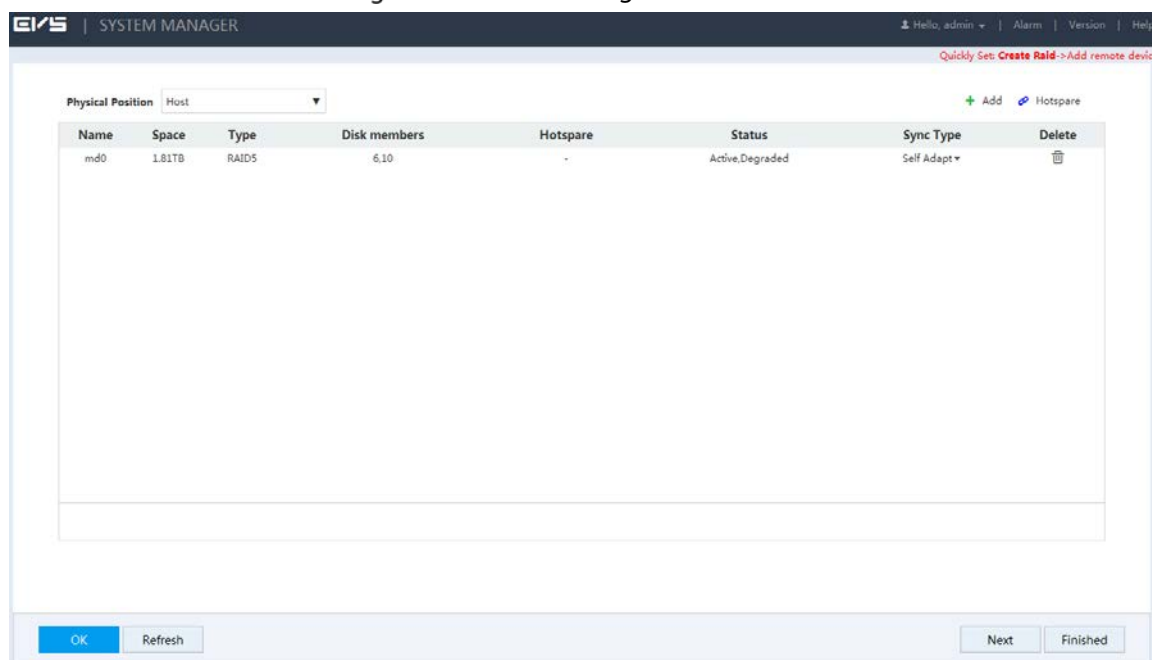 EVS | SYSTEM MANAGER
Hello, admin | Alarm | Version | Help
Quickly Set: Create Raid->Add remote devic
Physical Position Host
Add Hotspare
Name Space Type Disk members Hotspare Status Sync Type Delete
md0 1.81TB RAID5 6,10 - Active,Degraded Self Adapt
OK Refresh Next Finished